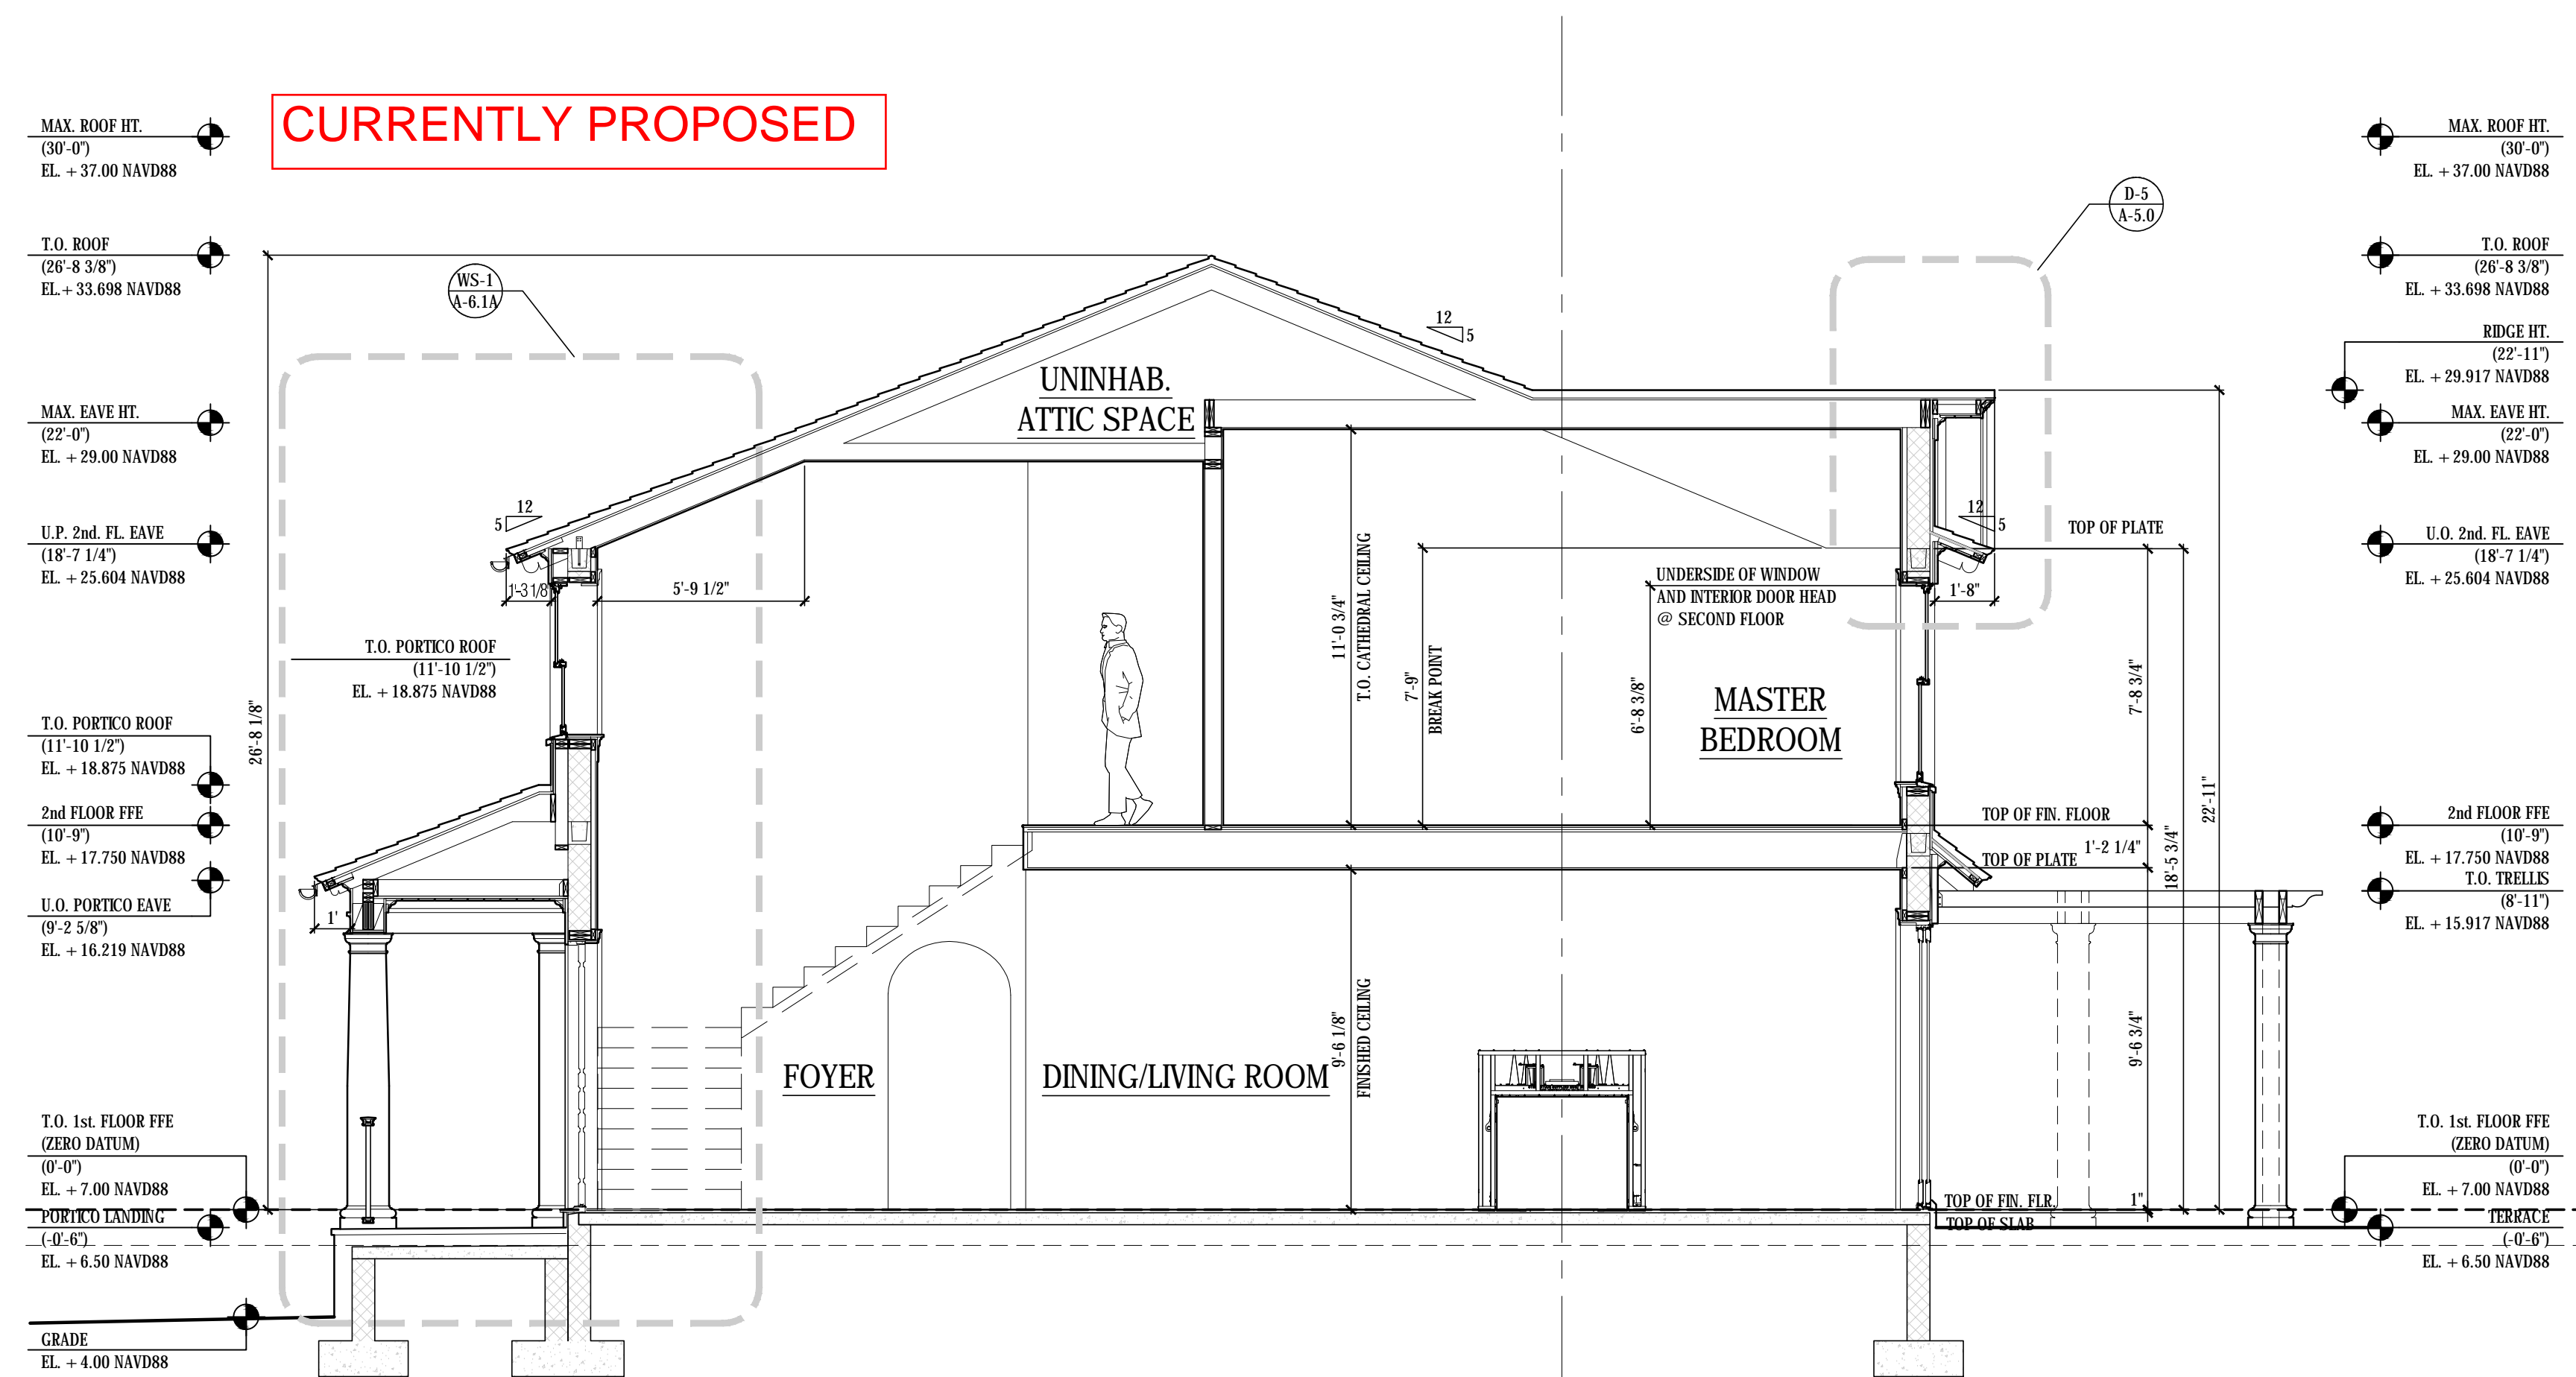 CURRENTLY PROPOSED
MAX. ROOF HT.
(30'-0")
EL. + 37.00 NAVD88
T.O. ROOF
(26'-8 3/8")
EL.+ 33.698 NAVD88
MAX. EAVE HT.
(22'-0")
EL. + 29.00 NAVD88
U.P. 2nd. FL. EAVE
(18'-7 1/4")
EL. + 25.604 NAVD88
T.O. PORTICO ROOF
(11'-10 1/2")
EL. + 18.875 NAVD88
2nd FLOOR FFE
(10'-9")
EL. + 17.750 NAVD88
U.O. PORTICO EAVE
(9'-2 5/8")
EL. + 16.219 NAVD88
T.O. 1st. FLOOR FFE
(ZERO DATUM)
(0'-0")
EL. + 7.00 NAVD88
PORTICO LANDING
(-0'-6")
EL. + 6.50 NAVD88
GRADE
EL. + 4.00 NAVD88
26'-8 1/8"
WS-1
A-6.1A
12
5
1'-3 1/8"
5'-9 1/2"
T.O. PORTICO ROOF
(11'-10 1/2")
EL. + 18.875 NAVD88
1'
UNINHAB.
ATTIC SPACE
12
5
11'-0 3/4"
T.O. CATHEDRAL CEILING
7'-9"
BREAK POINT
UNDERSIDE OF WINDOW
AND INTERIOR DOOR HEAD
@ SECOND FLOOR
6'-8 3/8"
MASTER
BEDROOM
FOYER
DINING/LIVING ROOM
9'-6 1/8"
FINISHED CEILING
D-5
A-5.0
12
5
TOP OF PLATE
1'-8"
7'-8 3/4"
22'-11"
TOP OF FIN. FLOOR
1'-2 1/4"
TOP OF PLATE
18'-5 3/4"
9'-6 3/4"
TOP OF FIN. FLR.
1"
TOP OF SLAB
MAX. ROOF HT.
(30'-0")
EL. + 37.00 NAVD88
T.O. ROOF
(26'-8 3/8")
EL. + 33.698 NAVD88
RIDGE HT.
(22'-11")
EL. + 29.917 NAVD88
MAX. EAVE HT.
(22'-0")
EL. + 29.00 NAVD88
U.O. 2nd. FL. EAVE
(18'-7 1/4")
EL. + 25.604 NAVD88
2nd FLOOR FFE
(10'-9")
EL. + 17.750 NAVD88
T.O. TRELLIS
(8'-11")
EL. + 15.917 NAVD88
T.O. 1st. FLOOR FFE
(ZERO DATUM)
(0'-0")
EL. + 7.00 NAVD88
TERRACE
(-0'-6")
EL. + 6.50 NAVD88